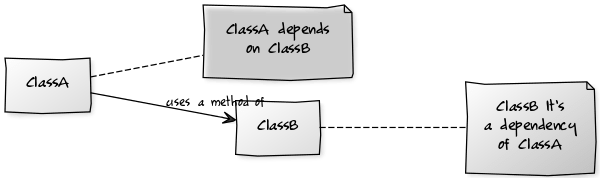 ClassA depends
on ClassB
ClassA
uses a method of
ClassB
ClassB It's
a dependency
of ClassA